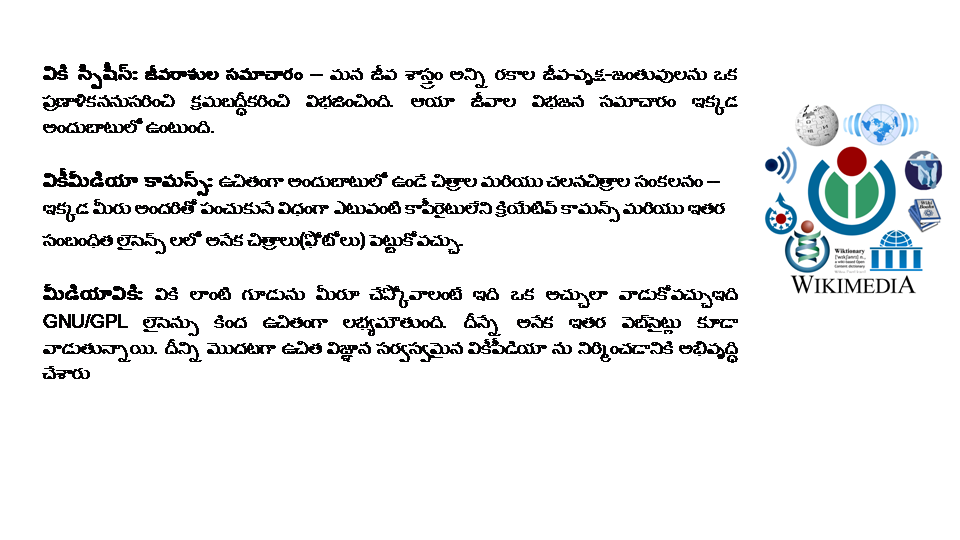 వికి స్పీషీస్: జీవరాశుల సమాచారం – మన జీవ శాస్త్రం అన్ని రకాల జీవ-వృక్ష-జంతువులను ఒక
ప్రణాళికననుసరించి క్రమబద్ధీకరించి విభజించింది. ఆయా జీవాల విభజన సమాచారం ఇక్కడ
అందుబాటులో ఉంటుంది.
వికీమీడియా కామన్స్: ఉచితంగా అందుబాటులో ఉండే చిత్రాల మరియు చలనచిత్రాల సంకలనం –
ఇక్కడ మీరు అందరితో పంచుకునే విధంగా ఎటువంటి కాపీరైటులేని క్రియేటివ్ కామన్స్ మరియు ఇతర
సంబంధిత లైసెన్స్ లలో అనేక చిత్రాలు(ఫోటోలు) పెట్టుకోవచ్చు.
మీడియావికి: వికి లాంటి గూడును మీరూ చేస్కోవాలంటే ఇది ఒక అచ్చులా వాడుకోవచ్చుఇది
GNU/GPL లైసెన్సు కింద ఉచితంగా లభ్యమౌతుంది. దీన్నే అనేక ఇతర వెబ్‌సైట్లు కూడా
వాడుతున్నాయి. దీన్ని మొదటగా ఉచిత విజ్ఞాన సర్వస్వమైన వికీపీడియా ను నిర్మించడానికి అభివృద్ధి
చేశారు
Wiki
Books
Wiktionary
WIKIMEDIA